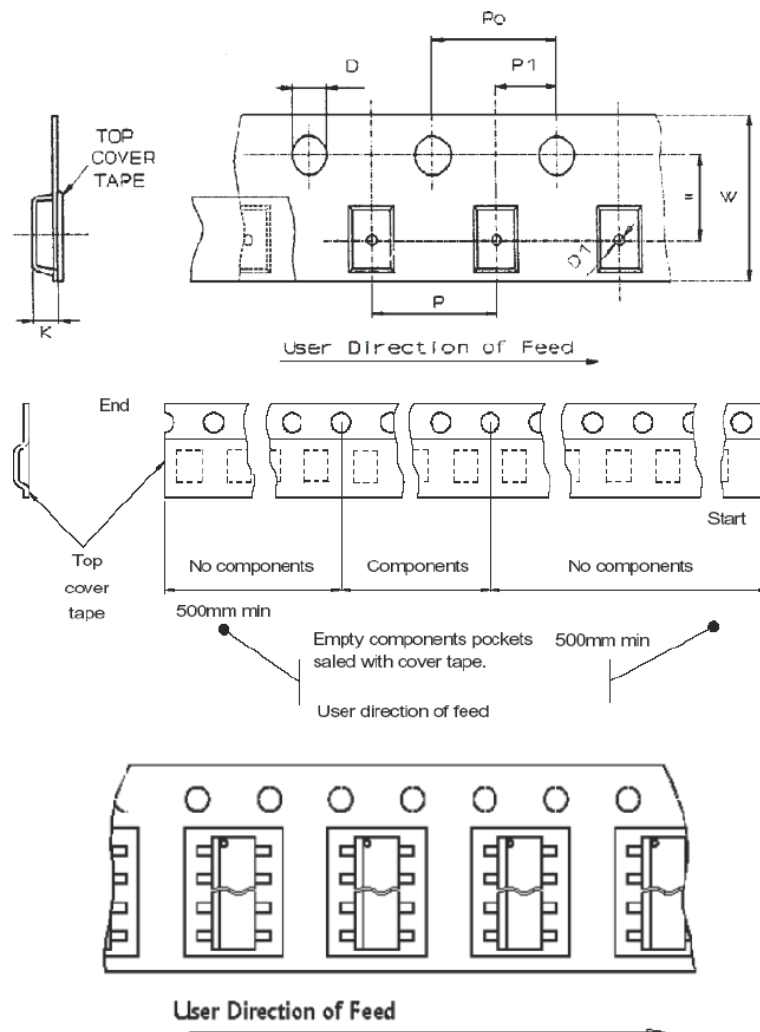 Po
D
P1
TOP
COVER
TAPE
W
D1
P
K
User Direction of Feed
End
Start
Top
cover
tape
No components
Components
No components
500mm min
Empty components pockets
saled with cover tape.
500mm min
User direction of feed
User Direction of Feed